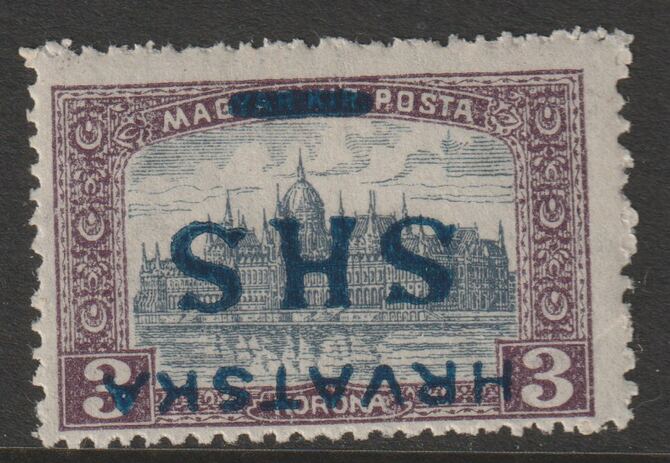 MAGYAR KIR. POSTA
SHS
HRVATSKA
3 KORONA 3